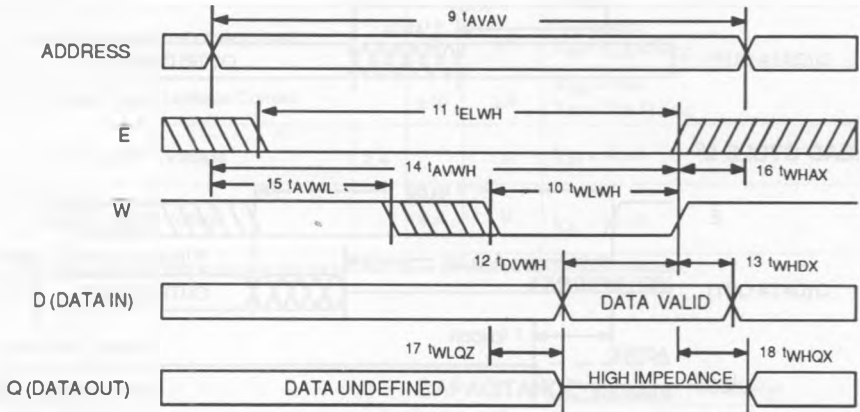 9 tAVAV
ADDRESS
11 tELWH
E
14 tAVWH
16 tWHAX
15 tAVWL
10 tWLWH
W
12 tDVWH
13 tWHDX
D (DATA IN)
DATA VALID
17 tWLQZ
18 tWHQX
Q (DATA OUT)
DATA UNDEFINED
HIGH IMPEDANCE